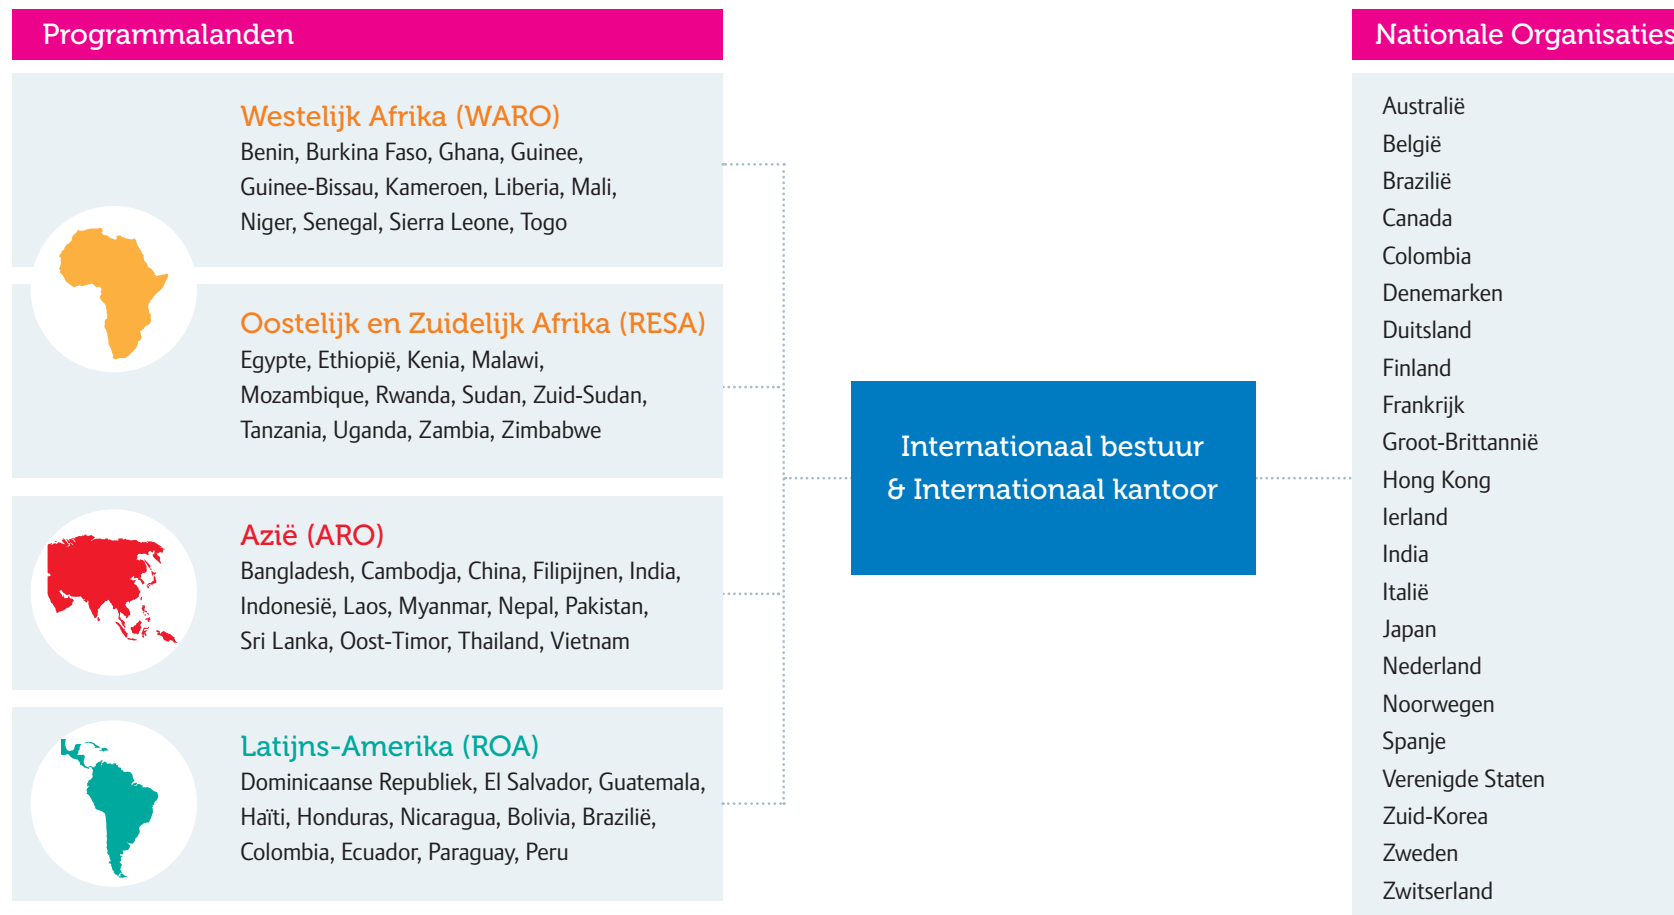 Programmalanden
Westelijk Afrika (WARO)
Benin, Burkina Faso, Ghana, Guinee,
Guinee-Bissau, Kameroen, Liberia, Mali,
Niger, Senegal, Sierra Leone, Togo
Oostelijk en Zuidelijk Afrika (RESA)
Egypte, Ethiopië, Kenia, Malawi,
Mozambique, Rwanda, Sudan, Zuid-Sudan,
Tanzania, Uganda, Zambia, Zimbabwe
Azië (ARO)
Bangladesh, Cambodja, China, Filipijnen, India,
Indonesië, Laos, Myanmar, Nepal, Pakistan,
Sri Lanka, Oost-Timor, Thailand, Vietnam
Latijns-Amerika (ROA)
Dominicaanse Republiek, El Salvador, Guatemala,
Haïti, Honduras, Nicaragua, Bolivia, Brazilië,
Colombia, Ecuador, Paraguay, Peru
Internationaal bestuur
& Internationaal kantoor
Nationale Organisaties
Australië
België
Brazilië
Canada
Colombia
Denemarken
Duitsland
Finland
Frankrijk
Groot-Brittannië
Hong Kong
Ierland
India
Italië
Japan
Nederland
Noorwegen
Spanje
Verenigde Staten
Zuid-Korea
Zweden
Zwitserland